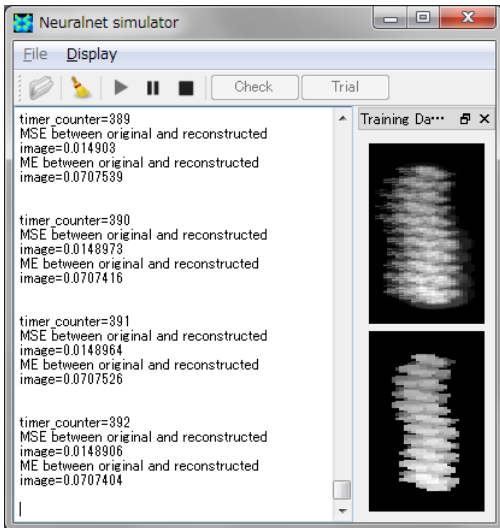 Neuralnet simulator
File Display
Check Trial
timer_counter=389
MSE between original and reconstructed
image=0.014903
ME between original and reconstructed
image=0.0707539
timer_counter=390
MSE between original and reconstructed
image=0.0148973
ME between original and reconstructed
image=0.0707416
timer_counter=391
MSE between original and reconstructed
image=0.0148964
ME between original and reconstructed
image=0.0707526
timer_counter=392
MSE between original and reconstructed
image=0.0148906
ME between original and reconstructed
image=0.0707404
Training Da···